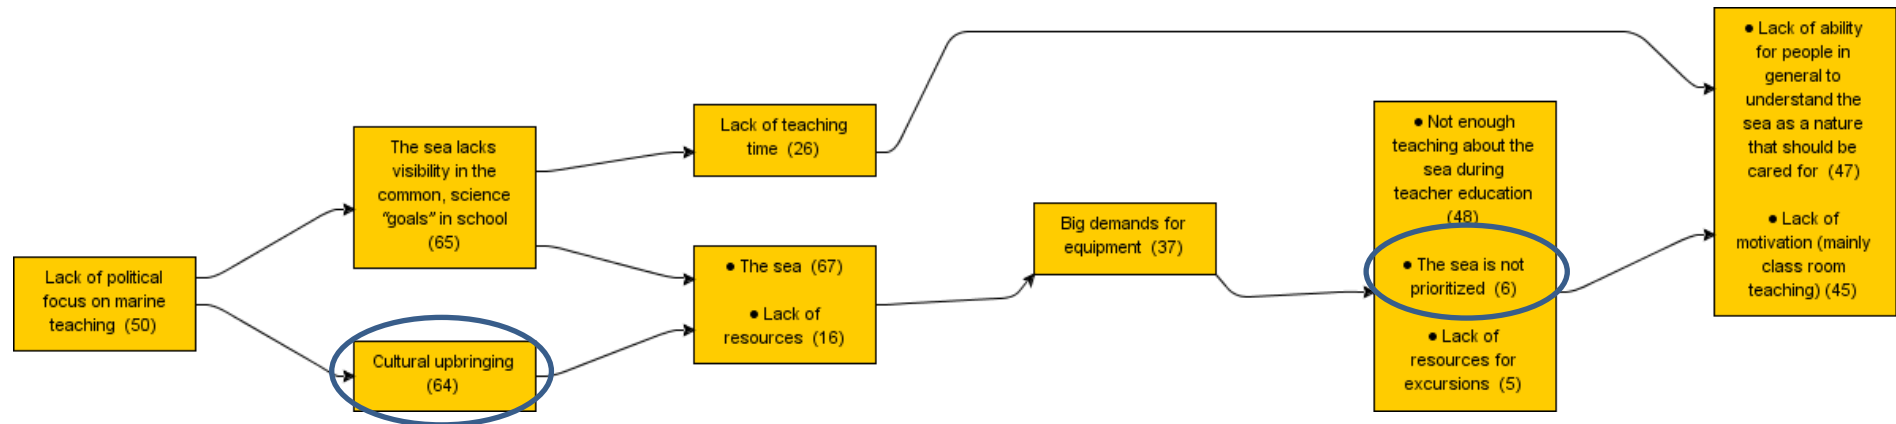 Lack of political
focus on marine
teaching (50)
The sea lacks
visibility in the
common, science
"goals" in school
(65)
Cultural upbringing
(64)
Lack of teaching
time (26)
● The sea (67)
● Lack of
resources (16)
Big demands for
equipment (37)
● Not enough
teaching about the
sea during
teacher education
(48)
● The sea is not
prioritized (6)
● Lack of
resources for
excursions (5)
● Lack of ability
for people in
general to
understand the
sea as a nature
that should be
cared for (47)
● Lack of
motivation (mainly
class room
teaching) (45)